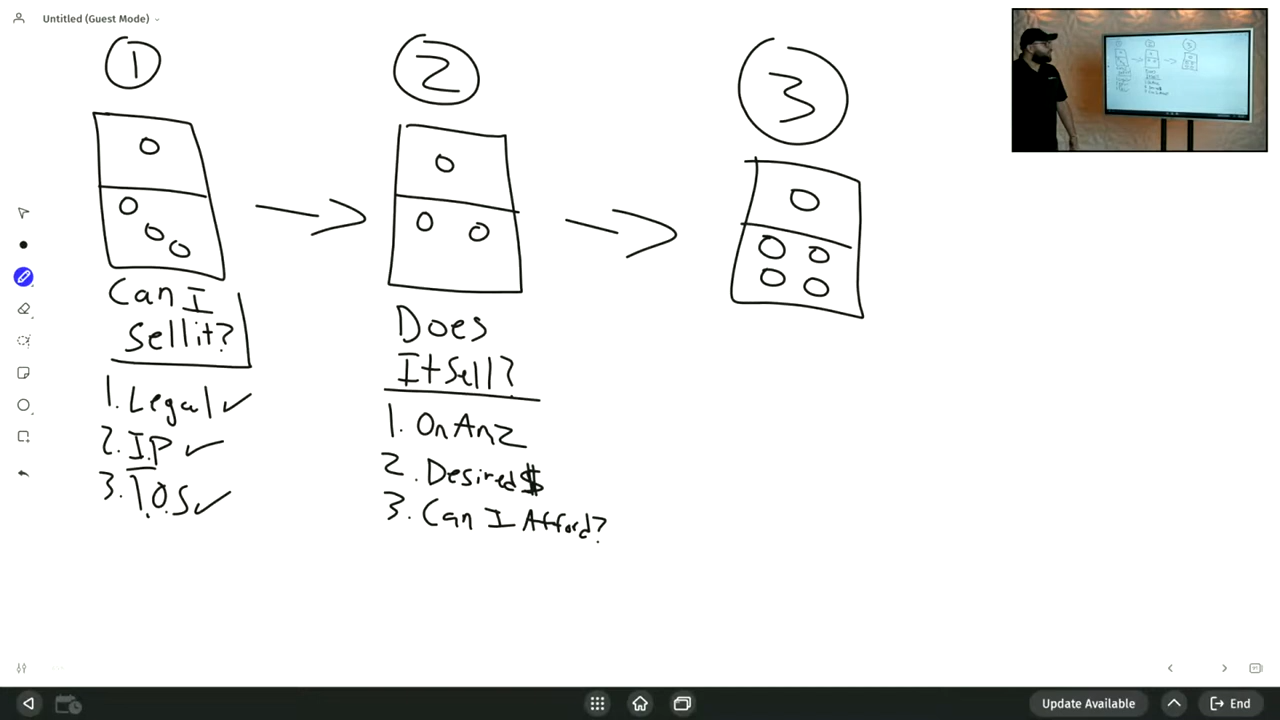 Untitled (Guest Mode)
1
2
3
Can I
Sell it?
1. Legal ✓
2. I.P ✓
3. T.O.S ✓
Does
It Sell?
1. On Amz
2. Desired $
3. Can I Afford?
Update Available
End